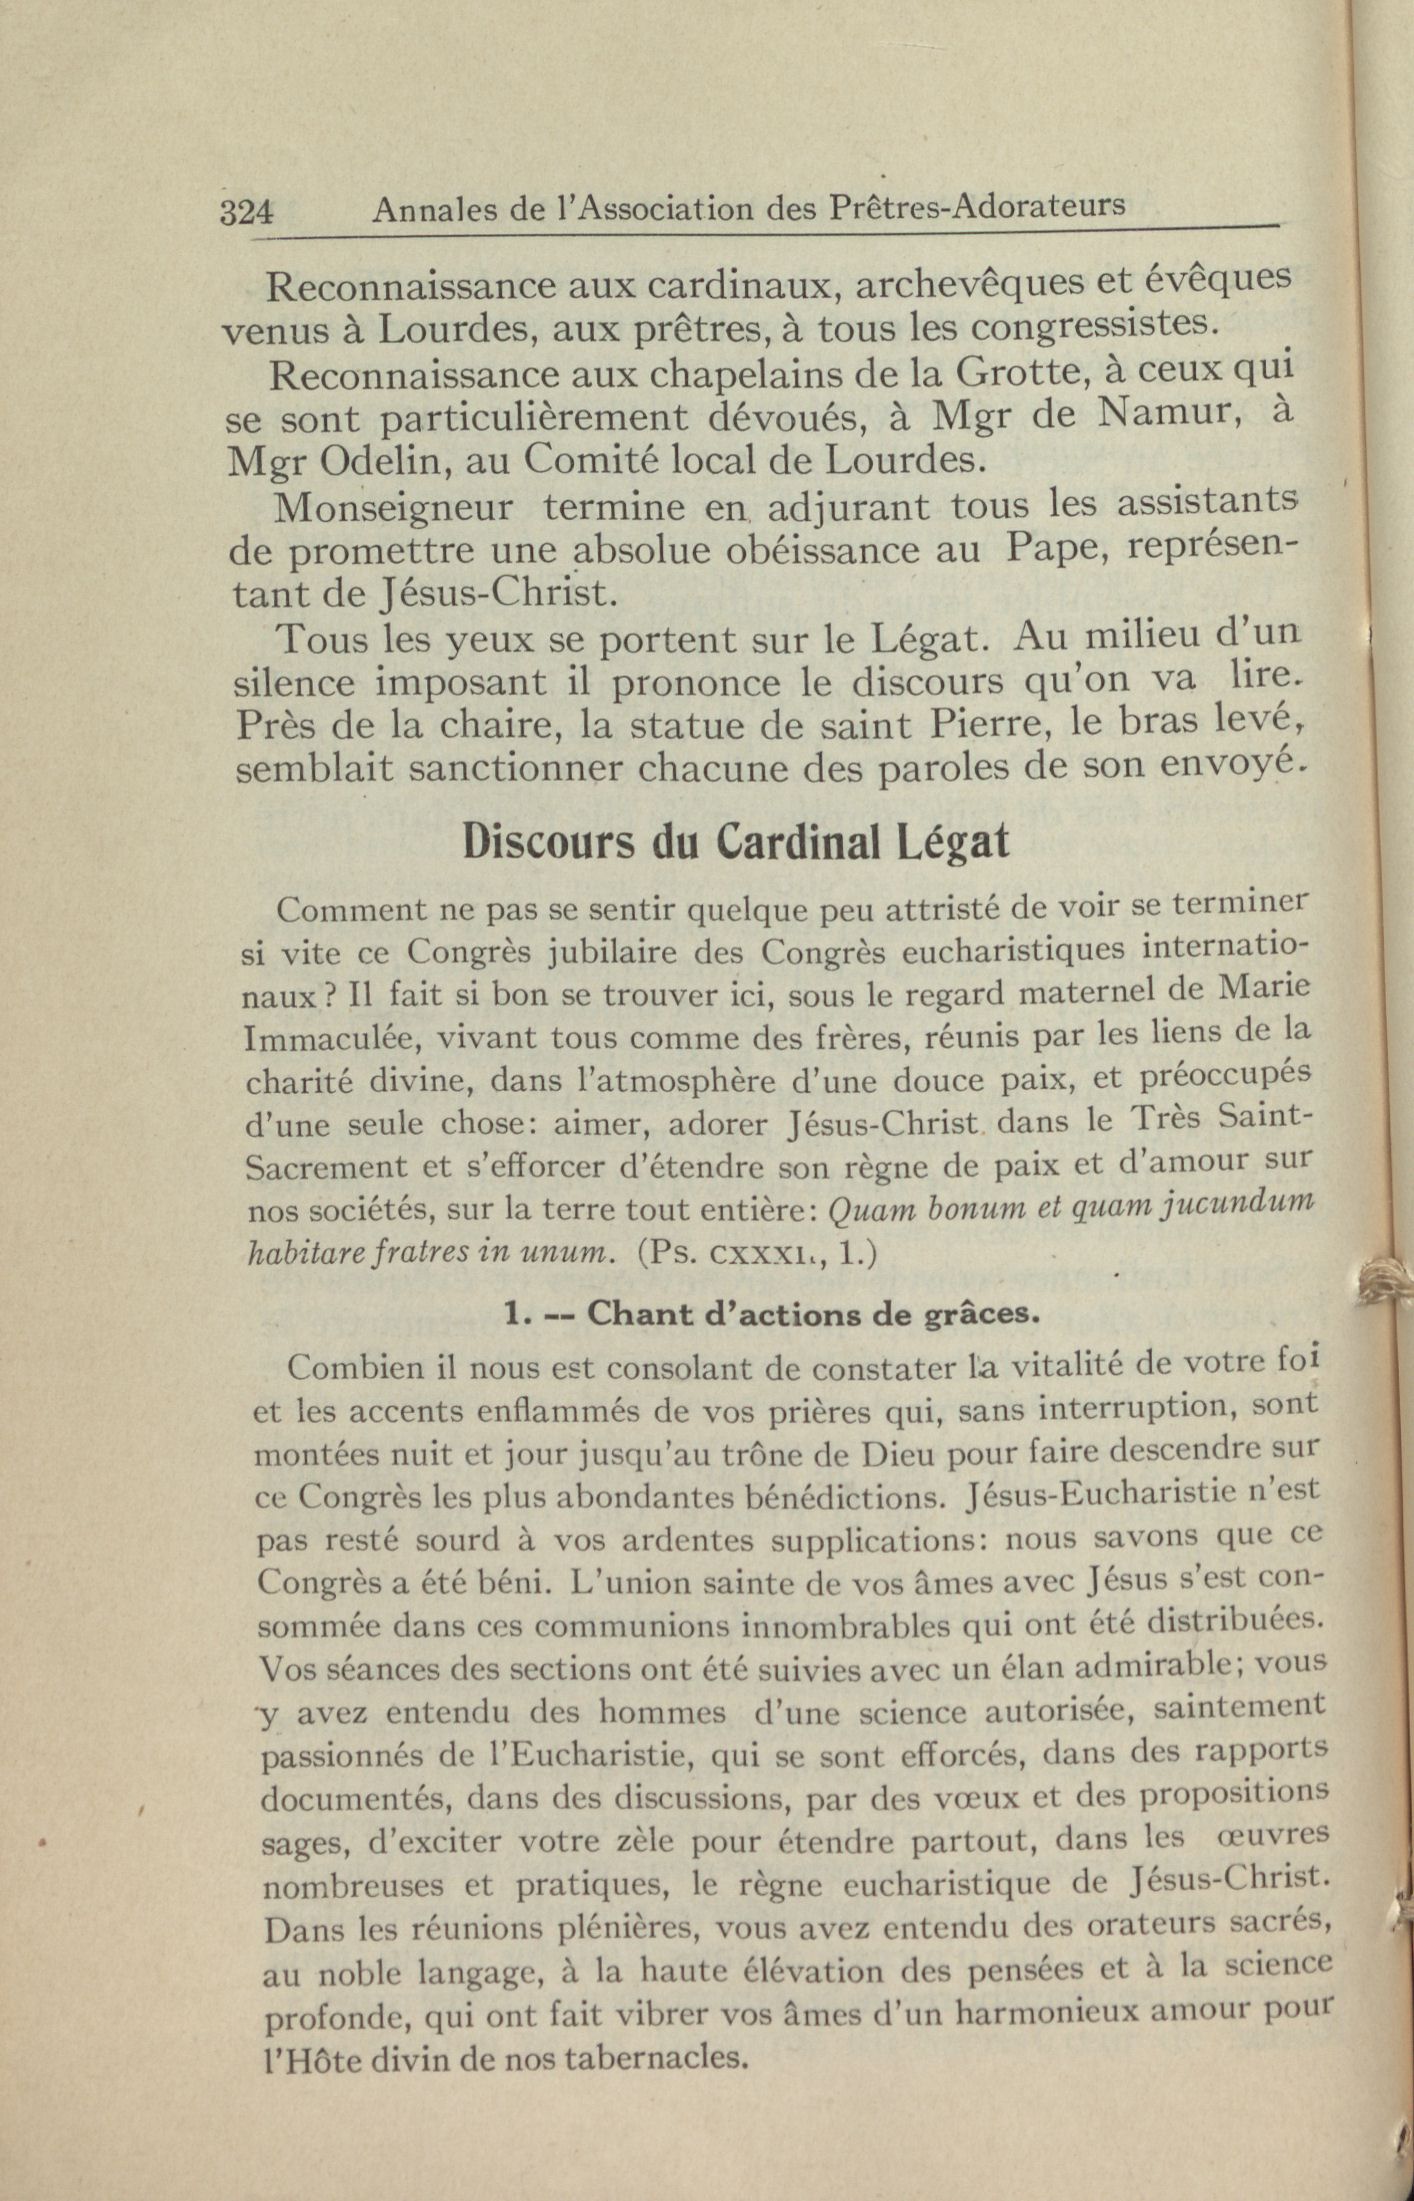 324 Annales de l'Association des Prêtres-Adorateurs
Reconnaissance aux cardinaux, archevêques et évêques
venus à Lourdes, aux prêtres, à tous les congressistes.
Reconnaissance aux chapelains de la Grotte, à ceux qui
se sont particulièrement dévoués, à Mgr de Namur, à
Mgr Odelin, au Comité local de Lourdes.
Monseigneur termine en adjurant tous les assistants
de promettre une absolue obéissance au Pape, représen-
tant de Jésus-Christ.
Tous les yeux se portent sur le Légat. Au milieu d'un
silence imposant il prononce le discours qu'on va lire.
Près de la chaire, la statue de saint Pierre, le bras levé,
semblait sanctionner chacune des paroles de son envoyé.
Discours du Cardinal Légat
Comment ne pas se sentir quelque peu attristé de voir se terminer
si vite ce Congrès jubilaire des Congrès eucharistiques internatio-
naux? Il fait si bon se trouver ici, sous le regard maternel de Marie
Immaculée, vivant tous comme des frères, réunis par les liens de la
charité divine, dans l'atmosphère d'une douce paix, et préoccupés
d'une seule chose: aimer, adorer Jésus-Christ dans le Très Saint-
Sacrement et s'efforcer d'étendre son règne de paix et d'amour sur
nos sociétés, sur la terre tout entière: Quam bonum et quam jucundum
habitare fratres in unum. (Ps. , 1.)
1. — Chant d'actions de grâces.
Combien il nous est consolant de constater la vitalité de votre foi
et les accents enflammés de vos prières qui, sans interruption, sont
montées nuit et jour jusqu'au trône de Dieu pour faire descendre sur
ce Congrès les plus abondantes bénédictions. Jésus-Eucharistie n'est
pas resté sourd à vos ardentes supplications: nous savons que ce
Congrès a été béni. L'union sainte de vos âmes avec Jésus s'est con-
sommée dans ces communions innombrables qui ont été distribuées.
Vos séances des sections ont été suivies avec un élan admirable; vous
y avez entendu des hommes d'une science autorisée, saintement
passionnés de l'Eucharistie, qui se sont efforcés, dans des rapports
documentés, dans des discussions, par des vœux et des propositions
sages, d'exciter votre zèle pour étendre partout, dans les œuvres
nombreuses et pratiques, le règne eucharistique de Jésus-Christ.
Dans les réunions plénières, vous avez entendu des orateurs sacrés,
au noble langage, à la haute élévation des pensées et à la science
profonde, qui ont fait vibrer vos âmes d'un harmonieux amour pour
l'Hôte divin de nos tabernacles.